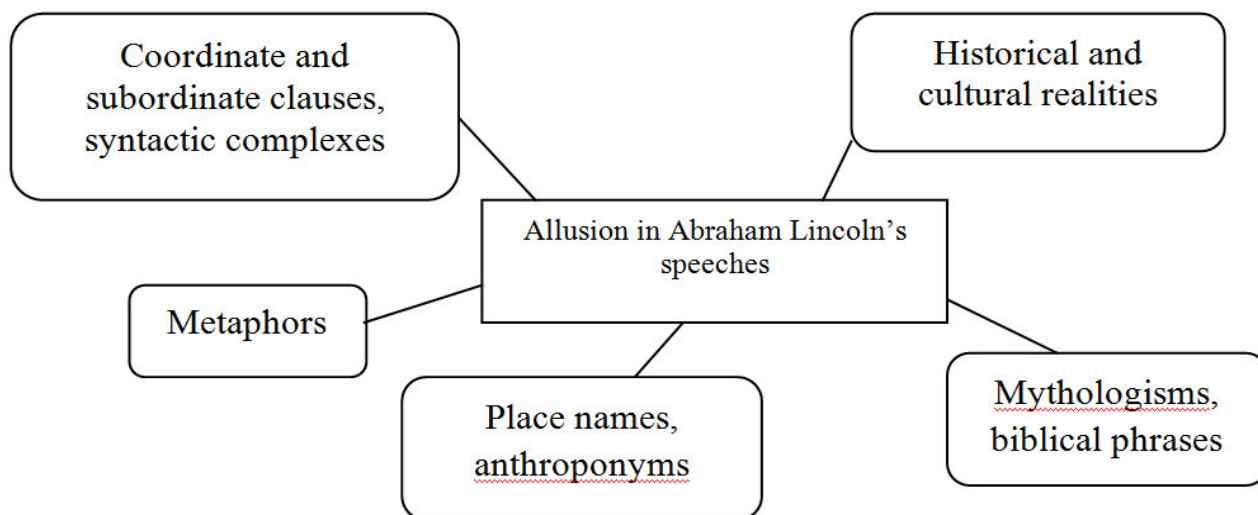 Coordinate and
subordinate clauses,
syntactic complexes
Historical and
cultural realities
Allusion in Abraham Lincoln’s
speeches
Metaphors
Place names,
anthroponyms
Mythologisms,
biblical phrases